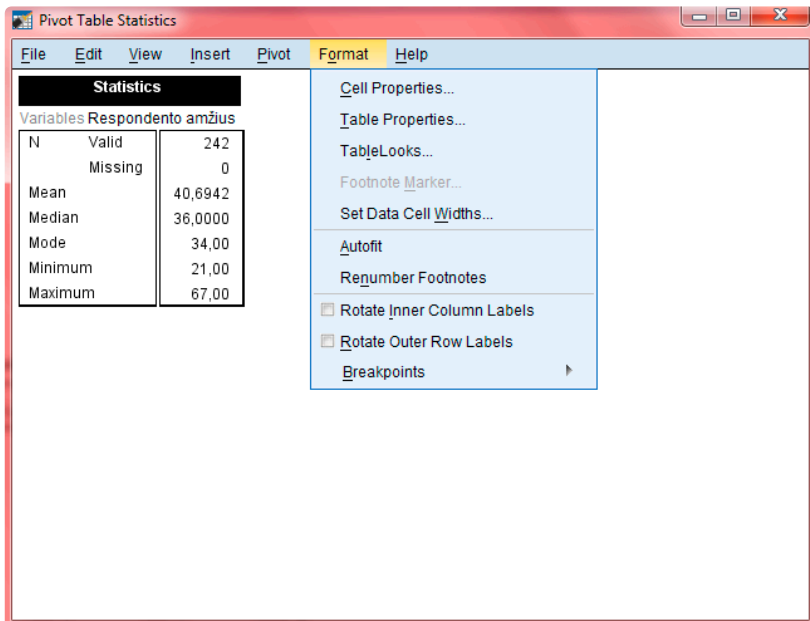 Pivot Table Statistics
File Edit View Insert Pivot Format Help
Statistics
Variables Respondento amžius
N Valid 242
Missing 0
Mean 40,6942
Median 36,0000
Mode 34,00
Minimum 21,00
Maximum 67,00
Cell Properties...
Table Properties...
TableLooks...
Footnote Marker...
Set Data Cell Widths...
Autofit
Renumber Footnotes
Rotate Inner Column Labels
Rotate Outer Row Labels
Breakpoints